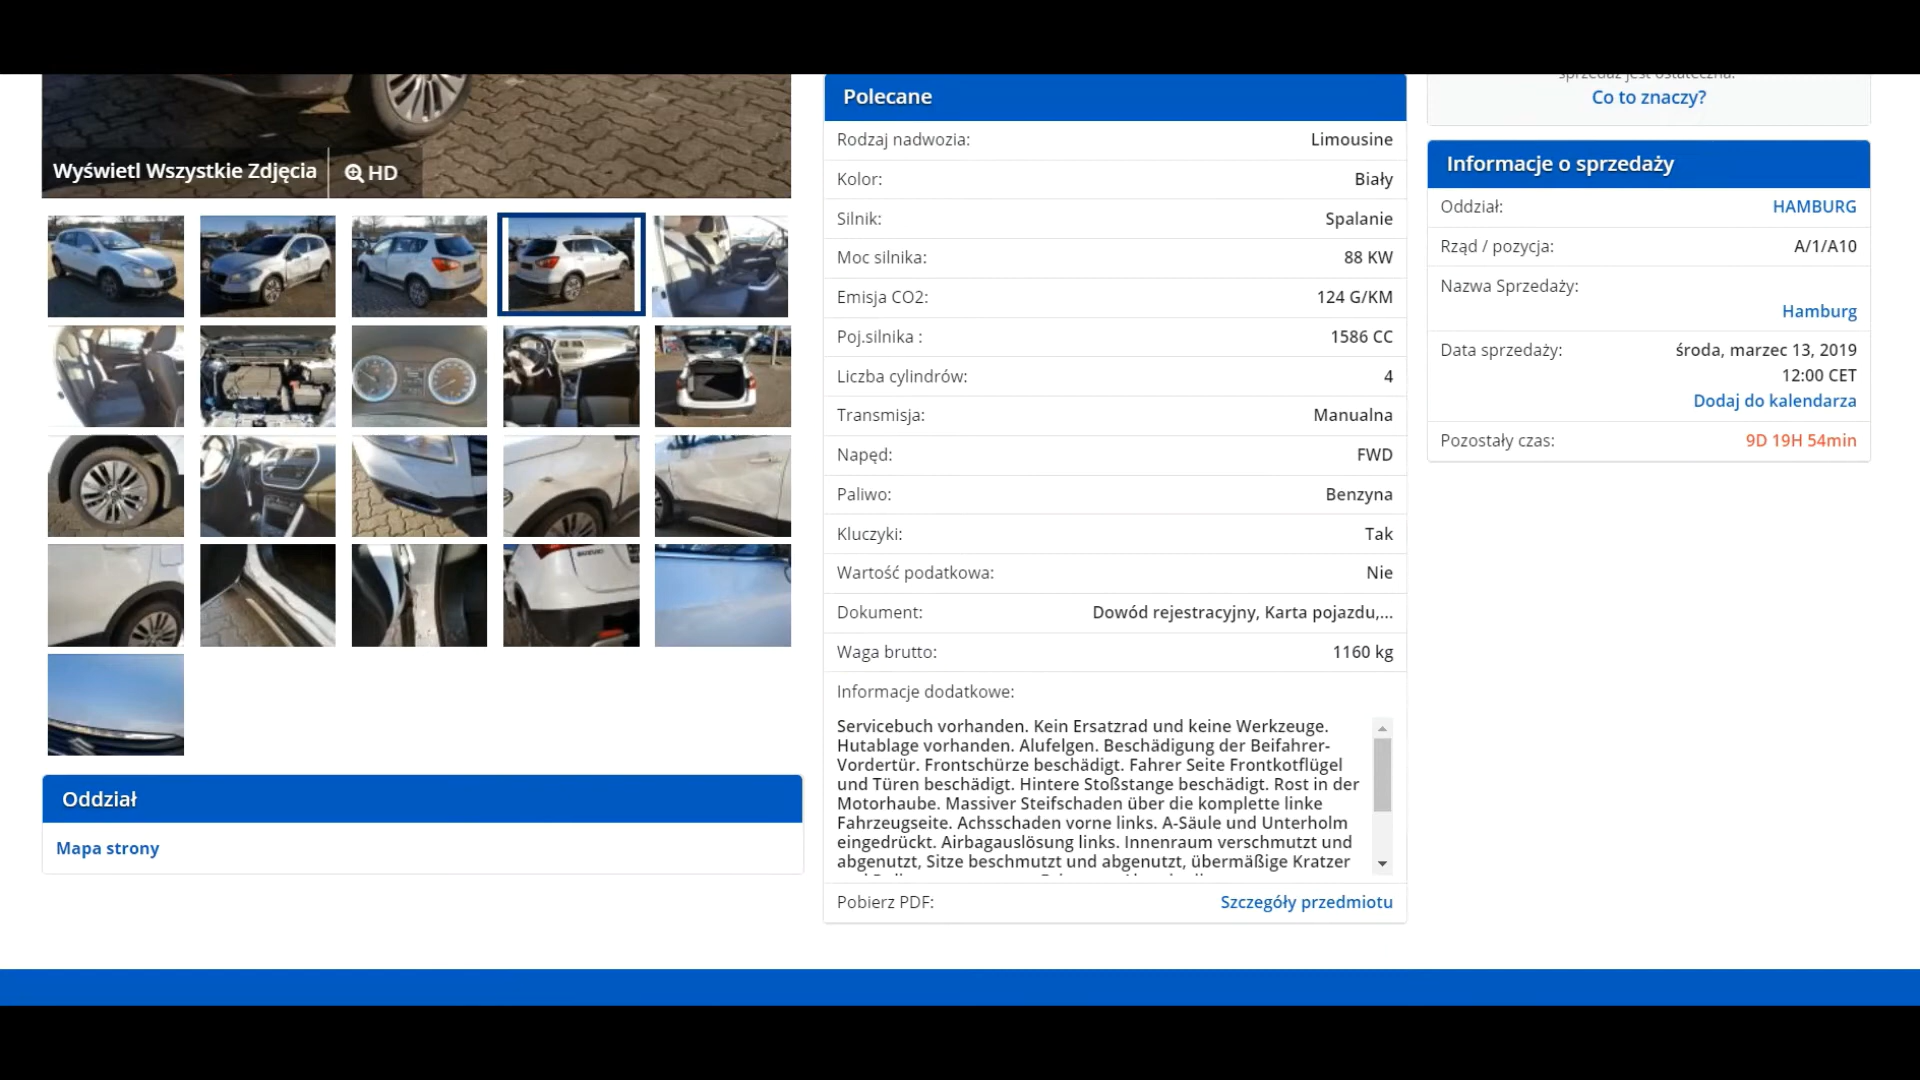 sprzedaż jest ostateczna.
Co to znaczy?
Wyświetl Wszystkie Zdjęcia
HD
Oddział
Mapa strony
Polecane
Rodzaj nadwozia: Limousine
Kolor: Biały
Silnik: Spalanie
Moc silnika: 88 KW
Emisja CO2: 124 G/KM
Poj.silnika : 1586 CC
Liczba cylindrów: 4
Transmisja: Manualna
Napęd: FWD
Paliwo: Benzyna
Kluczyki: Tak
Wartość podatkowa: Nie
Dokument: Dowód rejestracyjny, Karta pojazdu,...
Waga brutto: 1160 kg
Informacje dodatkowe:
Servicebuch vorhanden. Kein Ersatzrad und keine Werkzeuge.
Hutablage vorhanden. Alufelgen. Beschädigung der Beifahrer-
Vordertür. Frontschürze beschädigt. Fahrer Seite Frontkotflügel
und Türen beschädigt. Hintere Stoßstange beschädigt. Rost in der
Motorhaube. Massiver Steifschaden über die komplette linke
Fahrzeugseite. Achsschaden vorne links. A-Säule und Unterholm
eingedrückt. Airbagauslösung links. Innenraum verschmutzt und
abgenutzt, Sitze beschmutzt und abgenutzt, übermäßige Kratzer
Pobierz PDF: Szczegóły przedmiotu
Informacje o sprzedaży
Oddział: HAMBURG
Rząd / pozycja: A/1/A10
Nazwa Sprzedaży:
Hamburg
Data sprzedaży: środa, marzec 13, 2019
12:00 CET
Dodaj do kalendarza
Pozostały czas: 9D 19H 54min